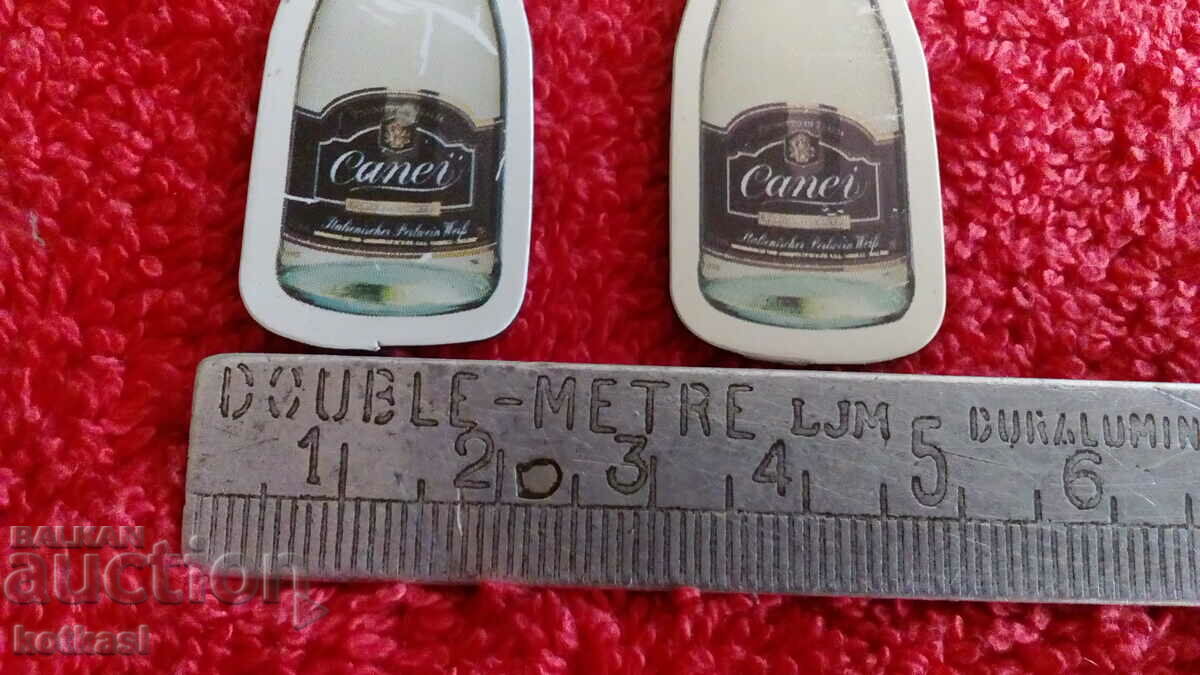 Canei
Italienischer Perlwein Weiß
Canei
Italienischer Perlwein Weiß
DOUBLE-METRE LJM DURALUMIN
1 2 3 4 5 6
BALKAN
auction
kotkasl